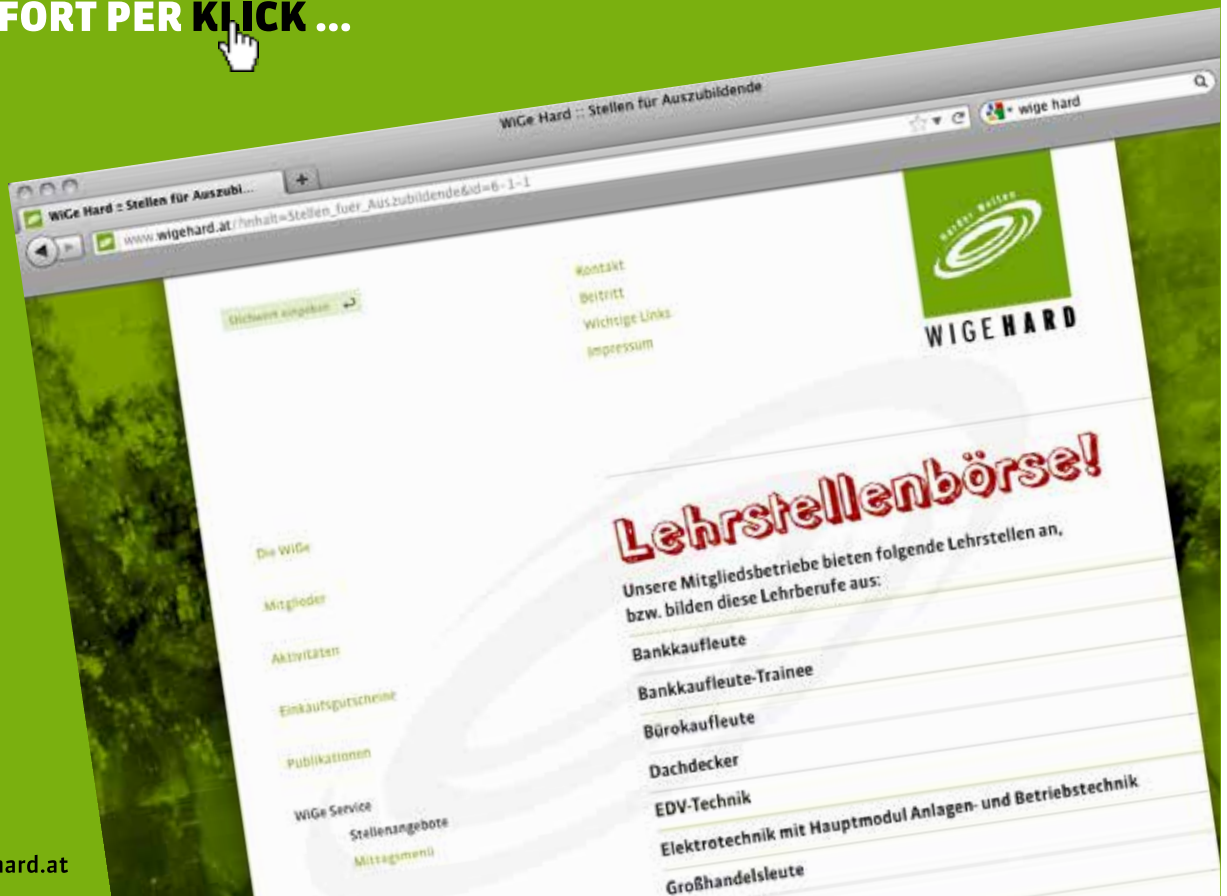 FORT PER KLICK ...
WiGe Hard :: Stellen für Auszubildende
WiGe Hard :: Stellen für Auszubi...
+
www.wigehard.at/?inhalt=Stellen_fuer_Auszubildende&id=6-1-1
wige hard
Stichwort eingeben
Kontakt
Beitritt
Wichtige Links
Impressum
Harder Welten
WIGEHARD
Die WiGe
Mitglieder
Aktivitäten
Einkaufsgutscheine
Publikationen
WiGe Service
Stellenangebote
Mittagsmenü
Lehrstellenbörse!
Unsere Mitgliedsbetriebe bieten folgende Lehrstellen an,
bzw. bilden diese Lehrberufe aus:
Bankkaufleute
Bankkaufleute-Trainee
Bürokaufleute
Dachdecker
EDV-Technik
Elektrotechnik mit Hauptmodul Anlagen- und Betriebstechnik
Großhandelsleute
hard.at